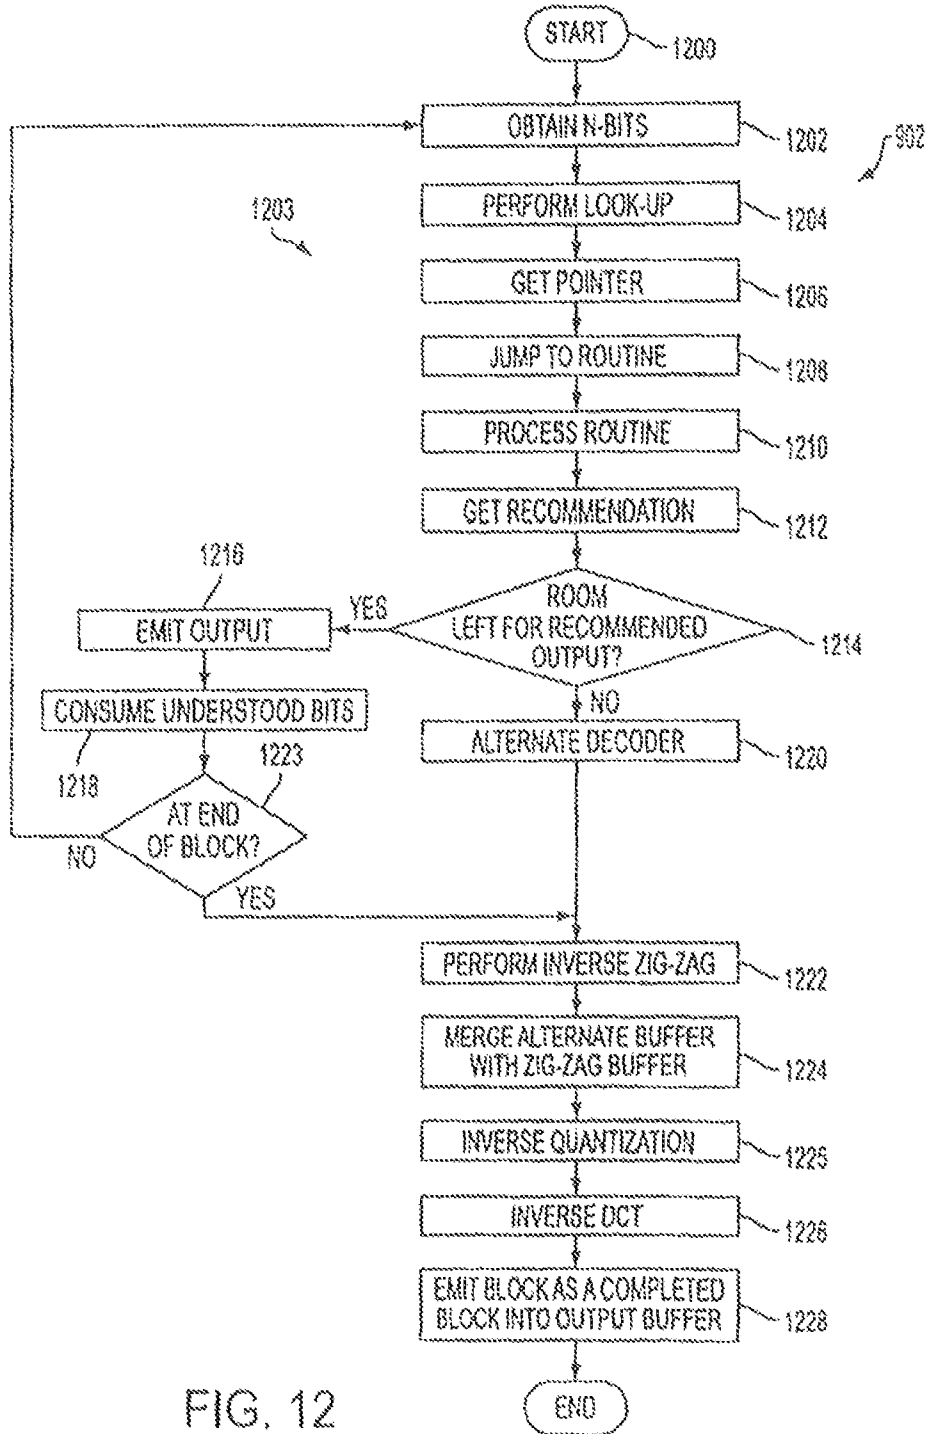 START
1200
OBTAIN N-BITS
1202
902
PERFORM LOOK-UP
1204
1203
GET POINTER
1206
JUMP TO ROUTINE
1208
PROCESS ROUTINE
1210
GET RECOMMENDATION
1212
1216
ROOM
LEFT FOR RECOMMENDED
OUTPUT?
1214
YES
EMIT OUTPUT
NO
CONSUME UNDERSTOOD BITS
1218
ALTERNATE DECODER
1220
1223
AT END
OF BLOCK?
NO
YES
PERFORM INVERSE ZIG-ZAG
1222
MERGE ALTERNATE BUFFER
WITH ZIG-ZAG BUFFER
1224
INVERSE QUANTIZATION
1225
INVERSE DCT
1226
EMIT BLOCK AS A COMPLETED
BLOCK INTO OUTPUT BUFFER
1228
END
FIG. 12